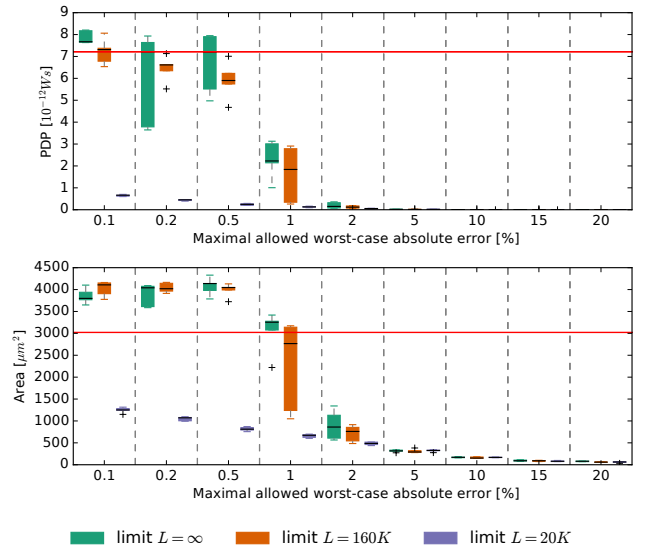 9
8
7
6
5
4
3
2
1
0
PDP [10⁻¹²Ws]
0.1 0.2 0.5 1 2 5 10 15 20
Maximal allowed worst-case absolute error [%]
4500
4000
3500
3000
2500
2000
1500
1000
500
0
Area [μm²]
0.1 0.2 0.5 1 2 5 10 15 20
Maximal allowed worst-case absolute error [%]
limit L = ∞ limit L = 160K limit L = 20K